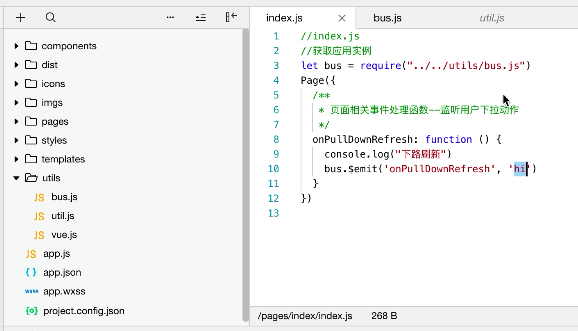 index.js
bus.js
util.js
components
dist
icons
imgs
pages
styles
templates
utils
JS bus.js
JS util.js
JS vue.js
JS app.js
{ } app.json
wxss app.wxss
{o} project.config.json
1 //index.js
2 //获取应用实例
3 let bus = require("../../utils/bus.js")
4 Page({
5 /**
6 * 页面相关事件处理函数--监听用户下拉动作
7 */
8 onPullDownRefresh: function () {
9 console.log("下路刷新")
10 bus.$emit('onPullDownRefresh', 'hi')
11 }
12 })
13
/pages/index/index.js 268 B